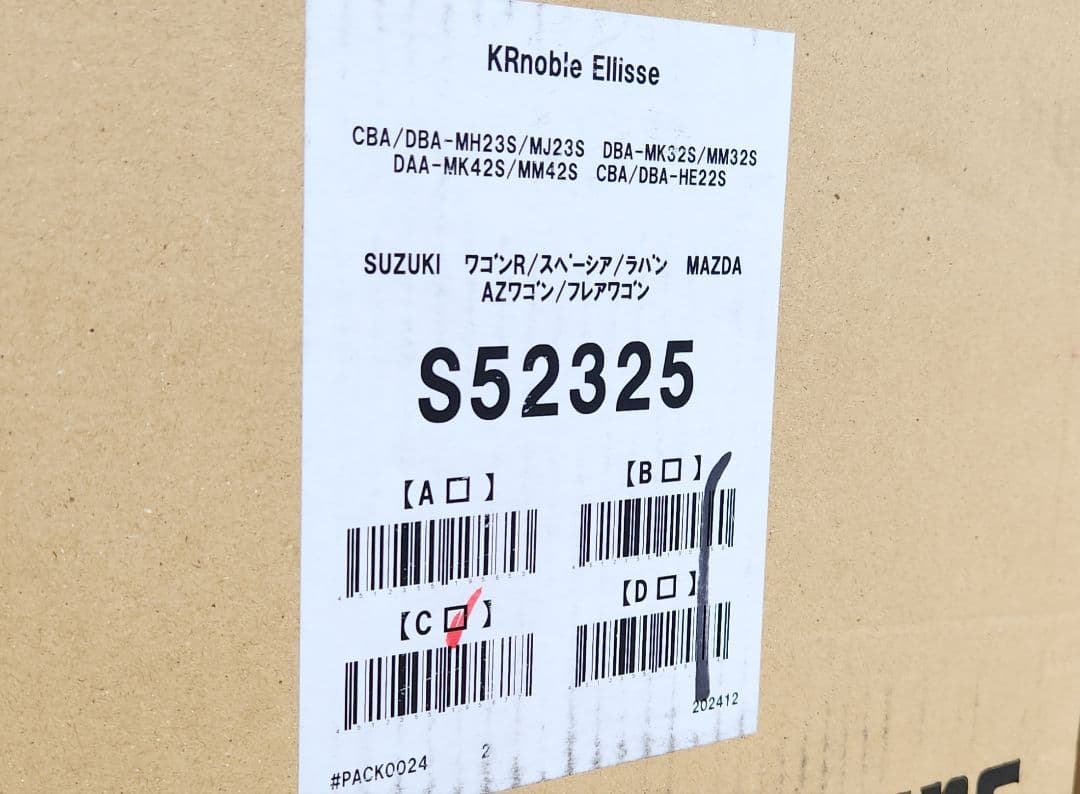 KRnoble Ellisse
CBA/DBA-MH23S/MJ23S DBA-MK32S/MM32S
DAA-MK42S/MM42S CBA/DBA-HE22S
SUZUKI ワゴンR/スペーシア/ラパン MAZDA
AZワゴン/フレアワゴン
S52325
【A□】 【B□】
【C□】 【D□】
202412
#PACK0024 2